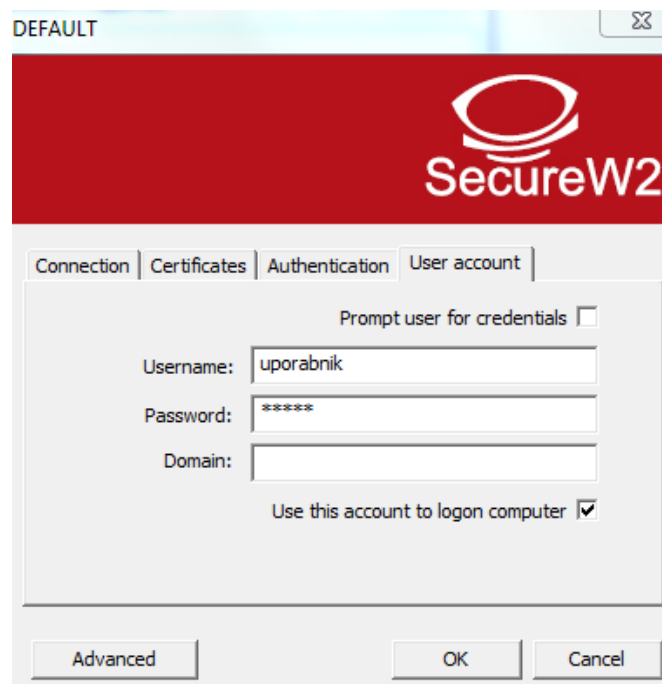 DEFAULT
SecureW2
Connection Certificates Authentication User account
Prompt user for credentials
Username: uporabnik
Password: *****
Domain:
Use this account to logon computer
Advanced OK Cancel